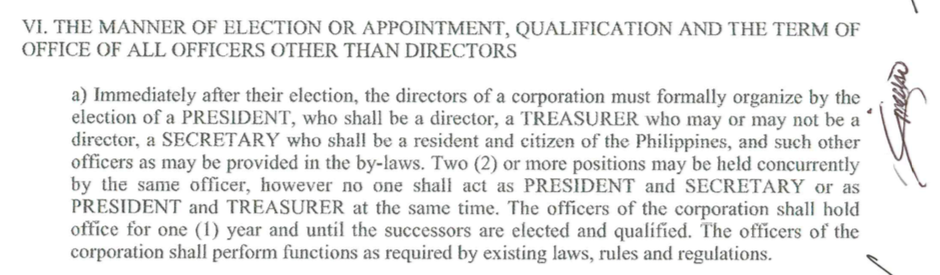 VI. THE MANNER OF ELECTION OR APPOINTMENT, QUALIFICATION AND THE TERM OF
OFFICE OF ALL OFFICERS OTHER THAN DIRECTORS
a) Immediately after their election, the directors of a corporation must formally organize by the
election of a PRESIDENT, who shall be a director, a TREASURER who may or may not be a
director, a SECRETARY who shall be a resident and citizen of the Philippines, and such other
officers as may be provided in the by-laws. Two (2) or more positions may be held concurrently
by the same officer, however no one shall act as PRESIDENT and SECRETARY or as
PRESIDENT and TREASURER at the same time. The officers of the corporation shall hold
office for one (1) year and until the successors are elected and qualified. The officers of the
corporation shall perform functions as required by existing laws, rules and regulations.